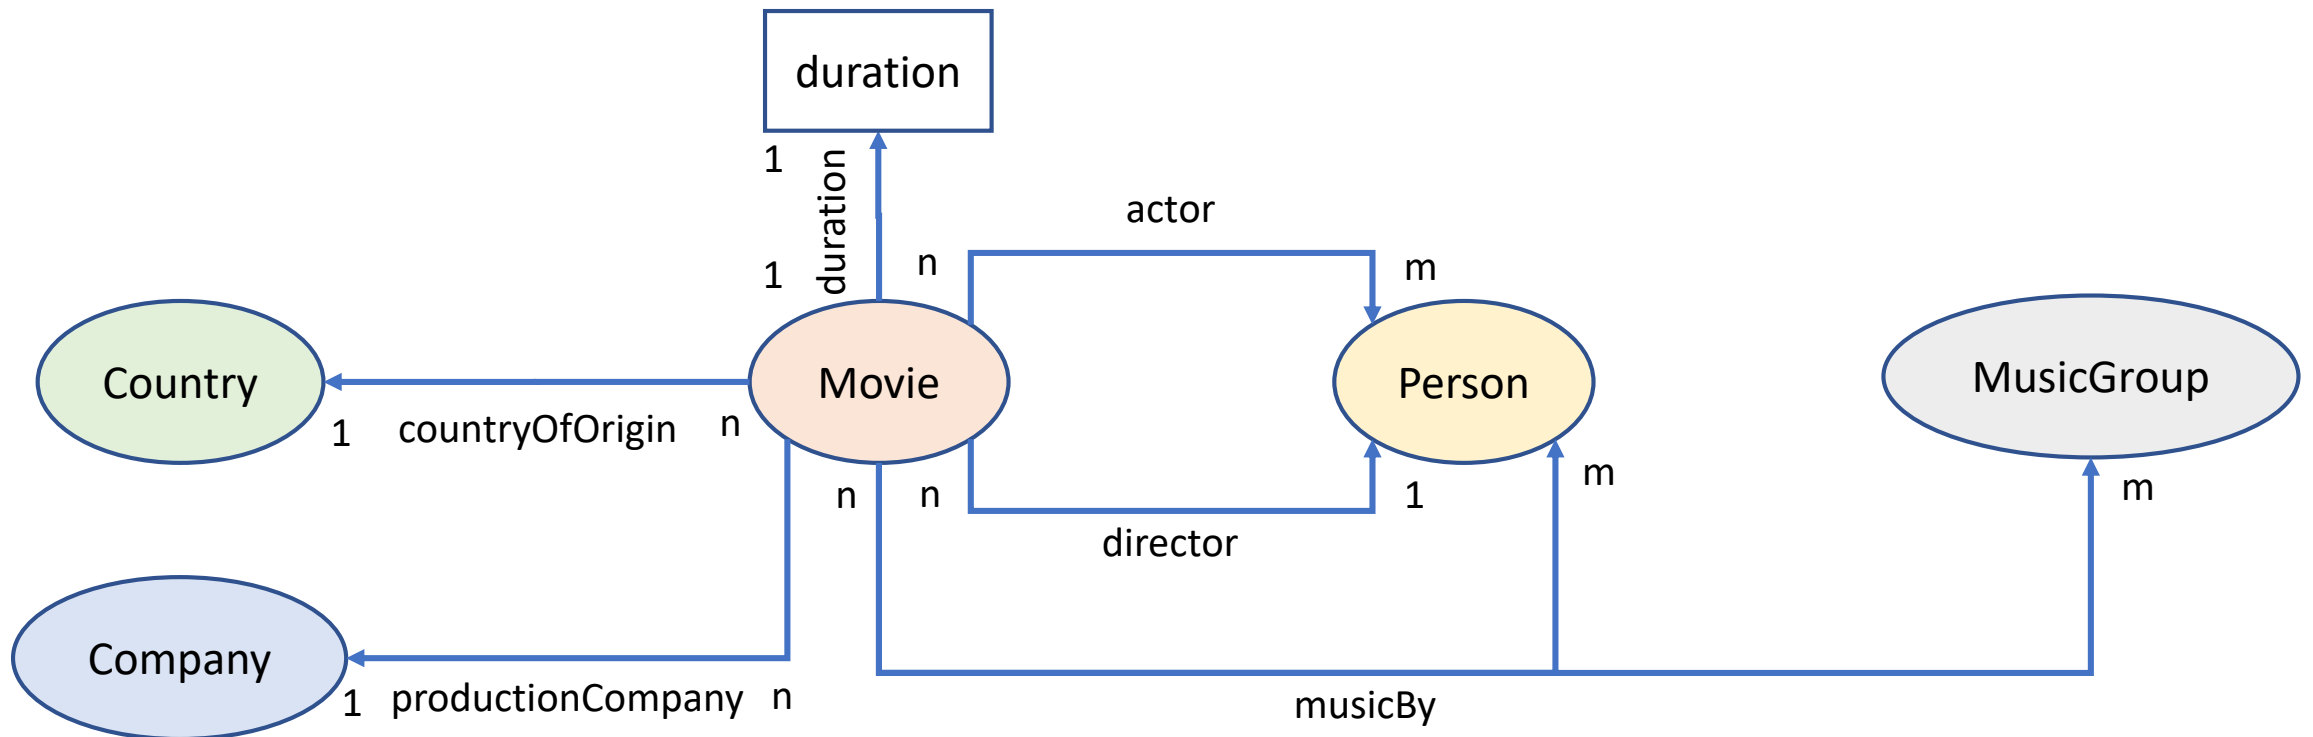 duration
1
duration
actor
1
n
m
Country
Movie
Person
MusicGroup
1
countryOfOrigin
n
n
n
1
m
m
director
Company
1
productionCompany
n
musicBy